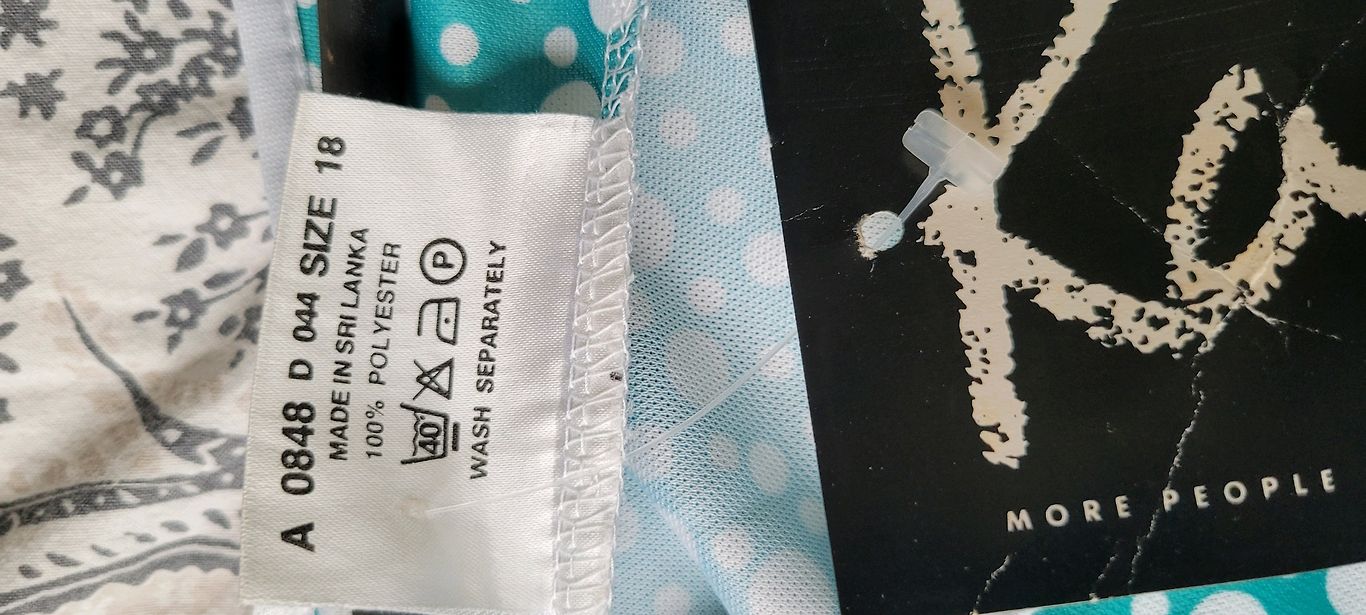 A 0848 D 044 SIZE 18
MADE IN SRI LANKA
100% POLYESTER
40°
P
WASH SEPARATELY
MORE PEOPLE